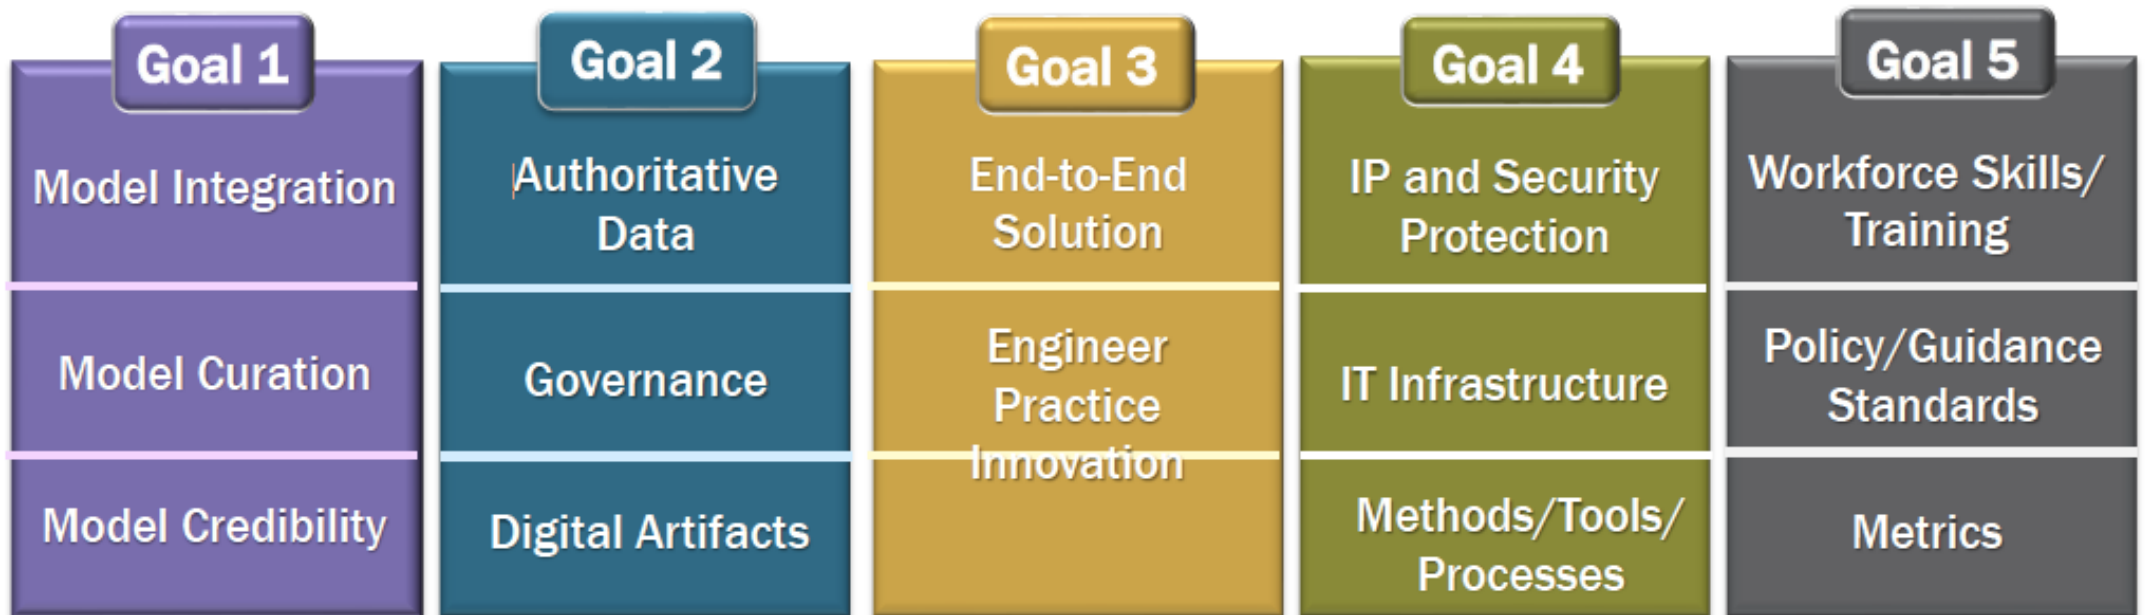 Goal 1
Model Integration
Model Curation
Model Credibility
Goal 2
Authoritative
Data
Governance
Digital Artifacts
Goal 3
End-to-End
Solution
Engineer
Practice
Innovation
Goal 4
IP and Security
Protection
IT Infrastructure
Methods/Tools/
Processes
Goal 5
Workforce Skills/
Training
Policy/Guidance
Standards
Metrics